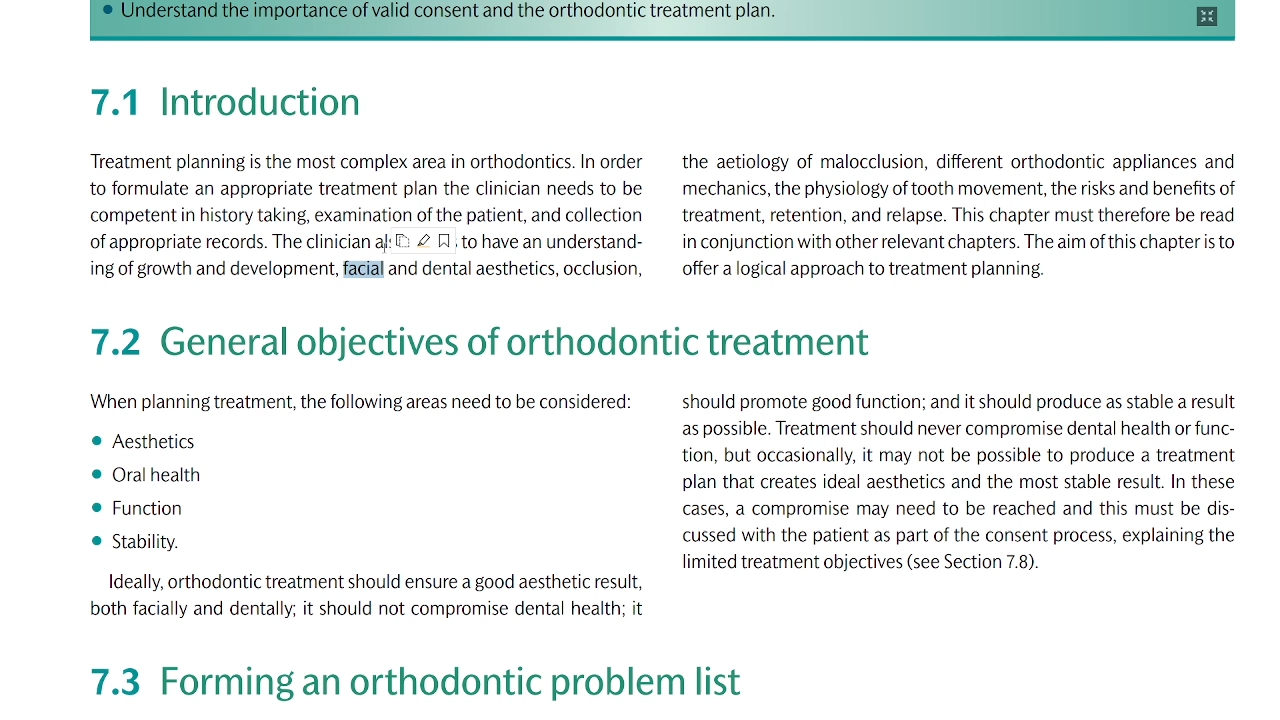 Understand the importance of valid consent and the orthodontic treatment plan.
7.1 Introduction
Treatment planning is the most complex area in orthodontics. In order
to formulate an appropriate treatment plan the clinician needs to be
competent in history taking, examination of the patient, and collection
of appropriate records. The clinician to have an understand-
ing of growth and development, facial and dental aesthetics, occlusion,
the aetiology of malocclusion, different orthodontic appliances and
mechanics, the physiology of tooth movement, the risks and benefits of
treatment, retention, and relapse. This chapter must therefore be read
in conjunction with other relevant chapters. The aim of this chapter is to
offer a logical approach to treatment planning.
7.2 General objectives of orthodontic treatment
When planning treatment, the following areas need to be considered:
Aesthetics
Oral health
Function
Stability.
Ideally, orthodontic treatment should ensure a good aesthetic result,
both facially and dentally; it should not compromise dental health; it
should promote good function; and it should produce as stable a result
as possible. Treatment should never compromise dental health or func-
tion, but occasionally, it may not be possible to produce a treatment
plan that creates ideal aesthetics and the most stable result. In these
cases, a compromise may need to be reached and this must be dis-
cussed with the patient as part of the consent process, explaining the
limited treatment objectives (see Section 7.8).
7.3 Forming an orthodontic problem list